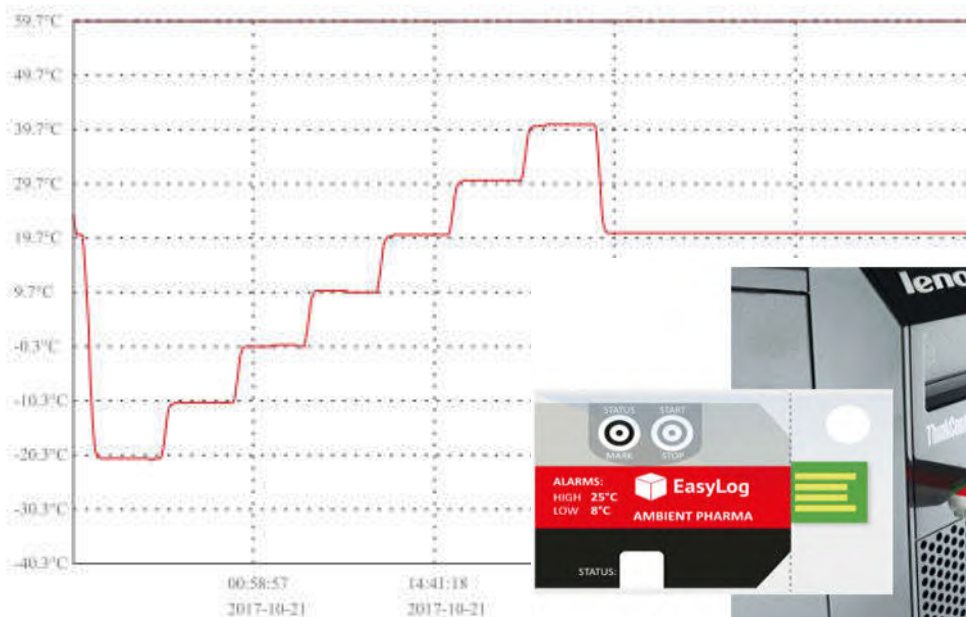 59.7°C
49.7°C
39.7°C
29.7°C
19.7°C
9.7°C
-0.3°C
-10.3°C
-20.3°C
-30.3°C
-40.3°C
00:58:57
2017-10-21
14:41:18
2017-10-21
leno
STATUS
MARK
START
STOP
ALARMS:
HIGH 25°C
LOW 8°C
EasyLog
AMBIENT PHARMA
STATUS: